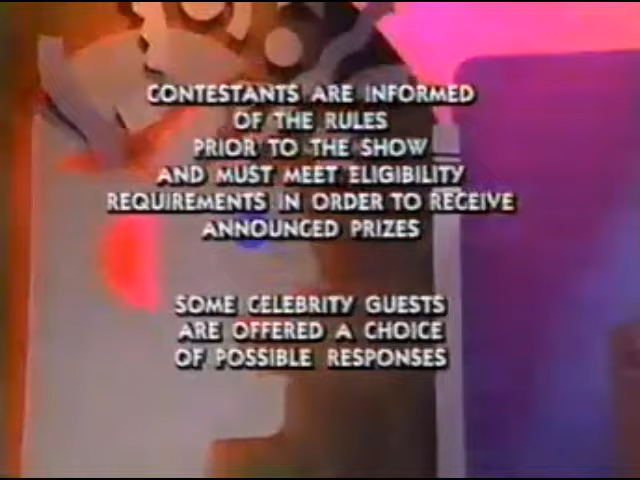 CONTESTANTS ARE INFORMED
OF THE RULES
PRIOR TO THE SHOW
AND MUST MEET ELIGIBILITY
REQUIREMENTS IN ORDER TO RECEIVE
ANNOUNCED PRIZES
SOME CELEBRITY GUESTS
ARE OFFERED A CHOICE
OF POSSIBLE RESPONSES